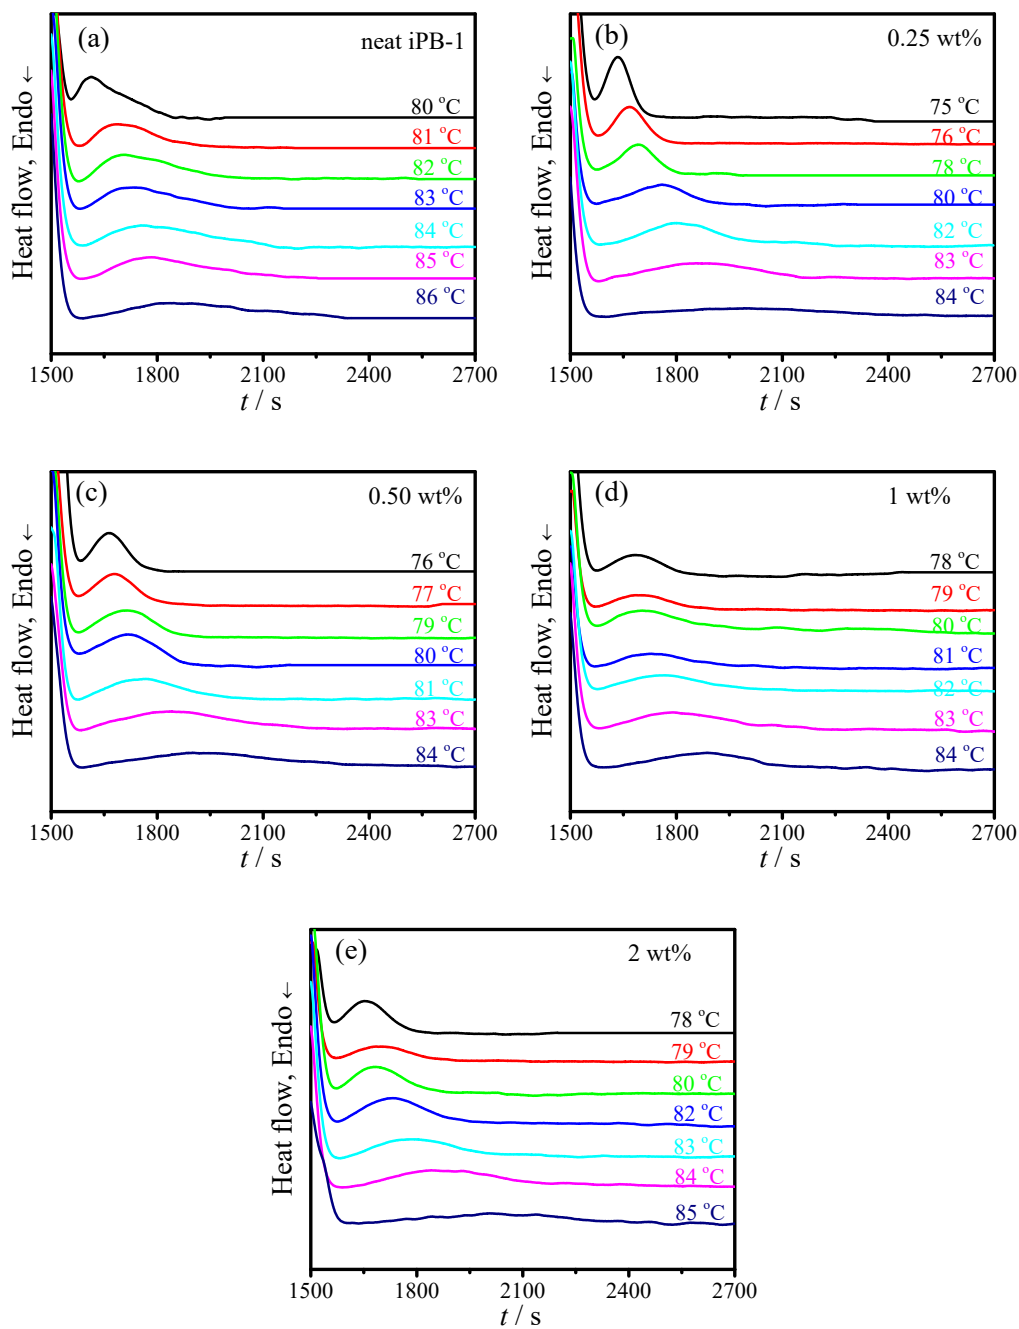 (a)
neat iPB-1
80 °C
81 °C
82 °C
83 °C
84 °C
85 °C
86 °C
Heat flow, Endo ←
1500 1800 2100 2400 2700
t / s
(b)
0.25 wt%
75 °C
76 °C
78 °C
80 °C
82 °C
83 °C
84 °C
Heat flow, Endo ←
1500 1800 2100 2400 2700
t / s
(c)
0.50 wt%
76 °C
77 °C
79 °C
80 °C
81 °C
83 °C
84 °C
Heat flow, Endo ←
1500 1800 2100 2400 2700
t / s
(d)
1 wt%
78 °C
79 °C
80 °C
81 °C
82 °C
83 °C
84 °C
Heat flow, Endo ←
1500 1800 2100 2400 2700
t / s
(e)
2 wt%
78 °C
79 °C
80 °C
82 °C
83 °C
84 °C
85 °C
Heat flow, Endo ←
1500 1800 2100 2400 2700
t / s